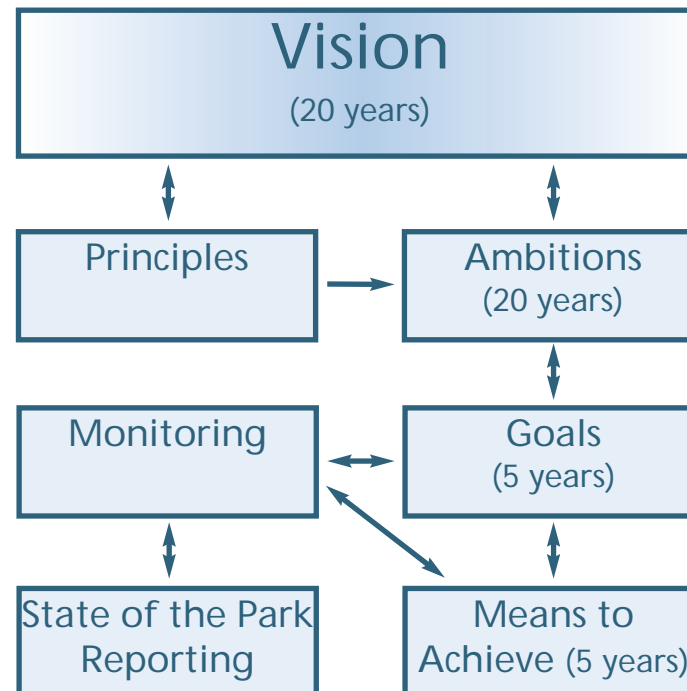 Vision
(20 years)
Principles
Ambitions
(20 years)
Monitoring
Goals
(5 years)
State of the Park
Reporting
Means to
Achieve (5 years)